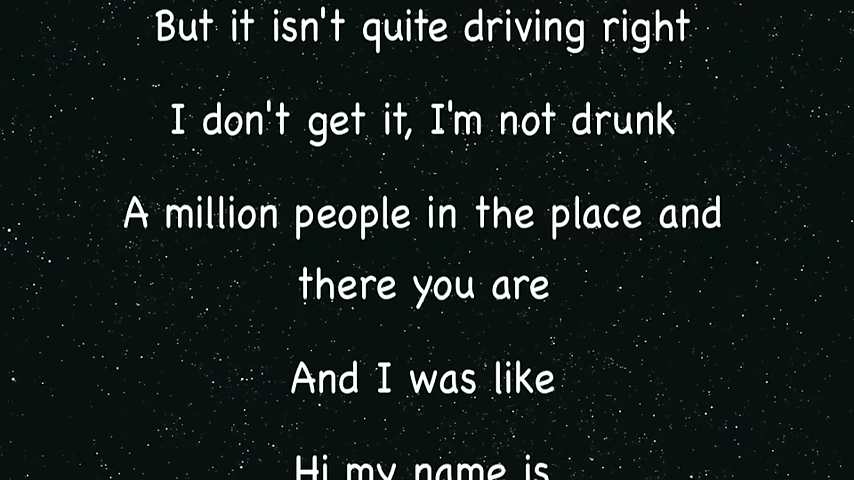 But it isn't quite driving right
I don't get it, I'm not drunk
A million people in the place and
there you are
And I was like
Hi my name is